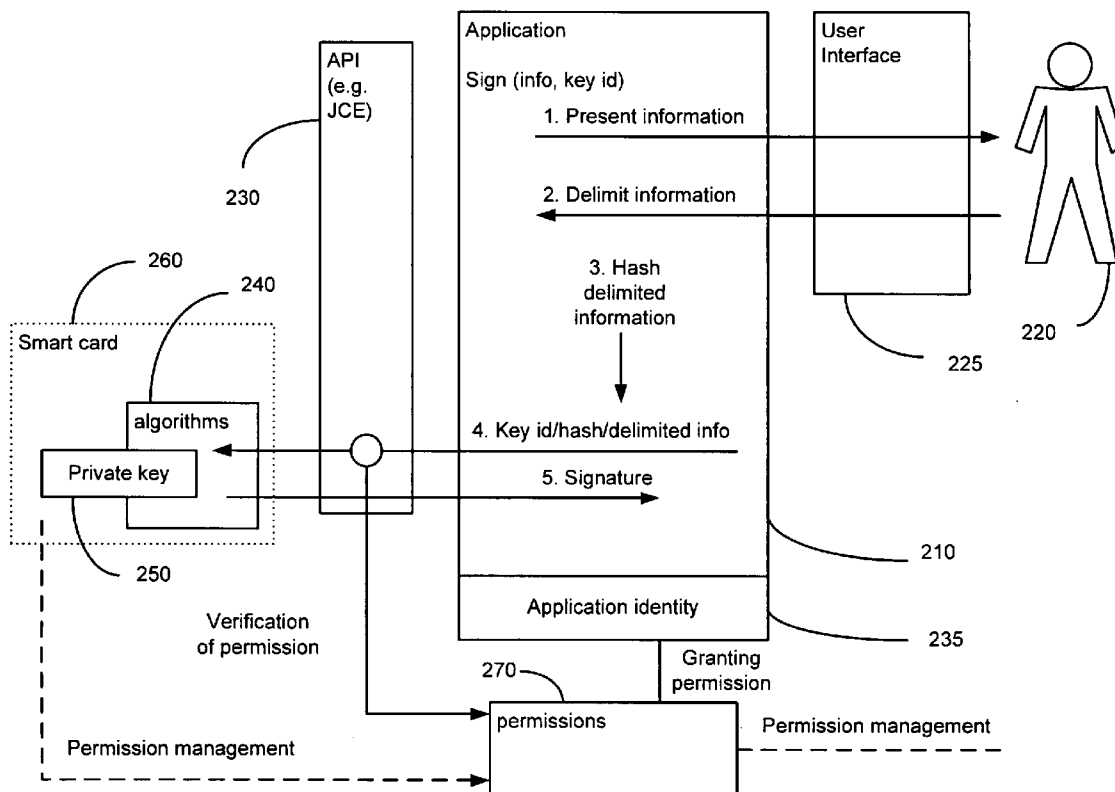 Application
User
Interface
API
(e.g.
JCE)
Sign (info, key id)
1. Present information
230
2. Delimit information
260
240
3. Hash
delimited
information
220
Smart card
225
algorithms
4. Key id/hash/delimited info
Private key
5. Signature
210
250
Application identity
Verification
of permission
235
270
Granting
permission
permissions
Permission management
Permission management